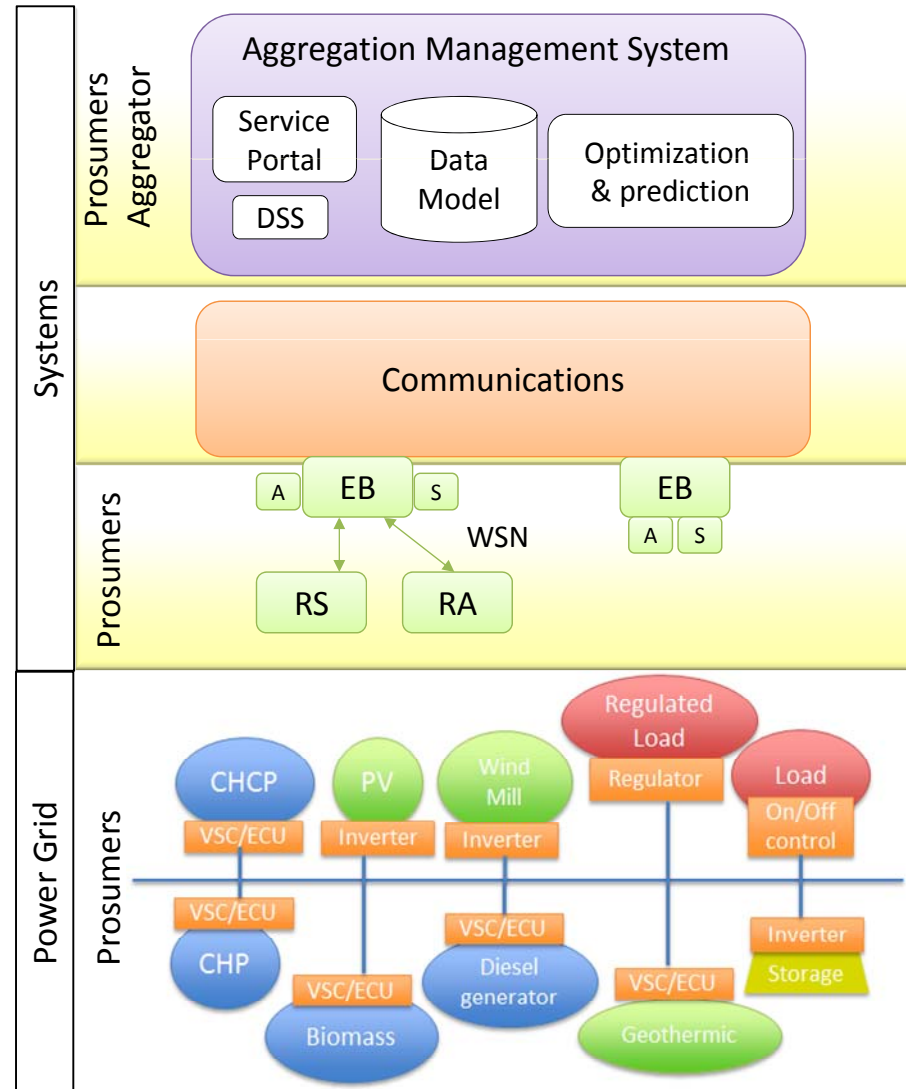 Systems
Prosumers
Aggregator
Aggregation Management System
Service
Portal
DSS
Data
Model
Optimization
& prediction
Communications
Prosumers
A
EB
S
WSN
RS
RA
EB
A
S
Power Grid
Prosumers
CHCP
VSC/ECU
PV
Inverter
Wind
Mill
Inverter
Regulated
Load
Regulator
Load
On/Off
control
VSC/ECU
CHP
VSC/ECU
Biomass
VSC/ECU
Diesel
generator
VSC/ECU
Geothermic
Inverter
Storage